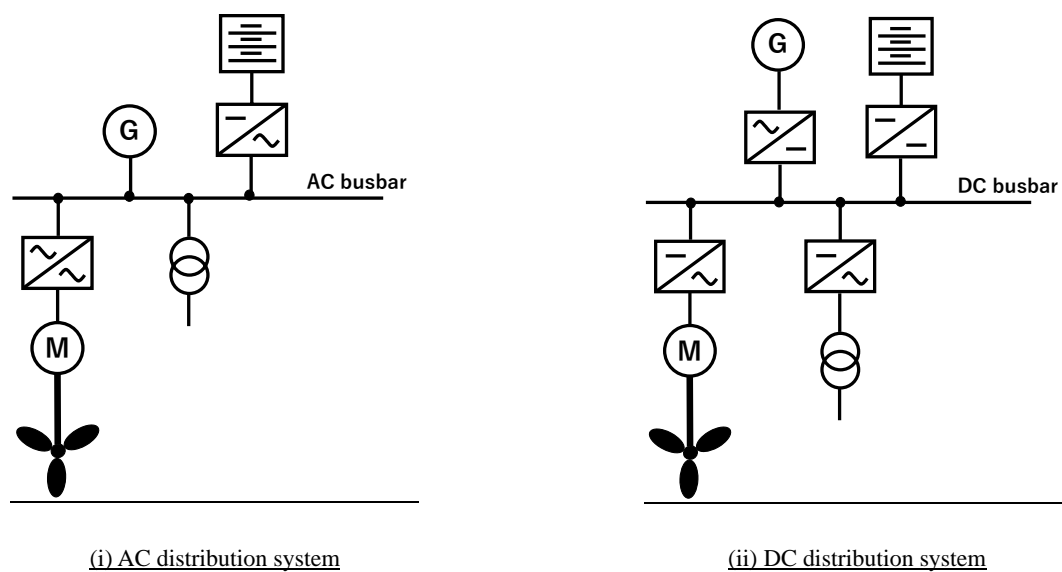 G
G
AC busbar
DC busbar
M
M
(i) AC distribution system
(ii) DC distribution system